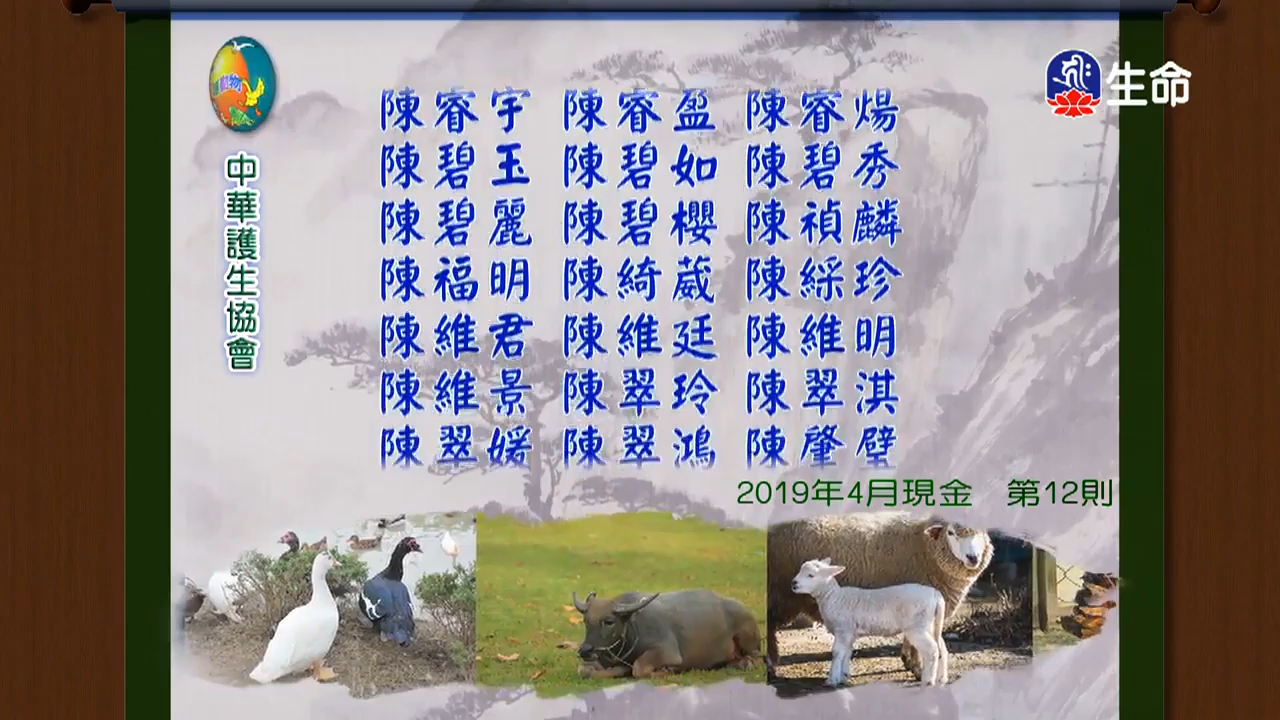 生命
動物
中華護生協會
陳睿宇 陳睿盈 陳睿煬
陳碧玉 陳碧如 陳碧秀
陳碧麗 陳碧櫻 陳禎麟
陳福明 陳綺葳 陳綵珍
陳維君 陳維廷 陳維明
陳維景 陳翠玲 陳翠淇
陳翠媛 陳翠鴻 陳肇璧
2019年4月現金 第12則